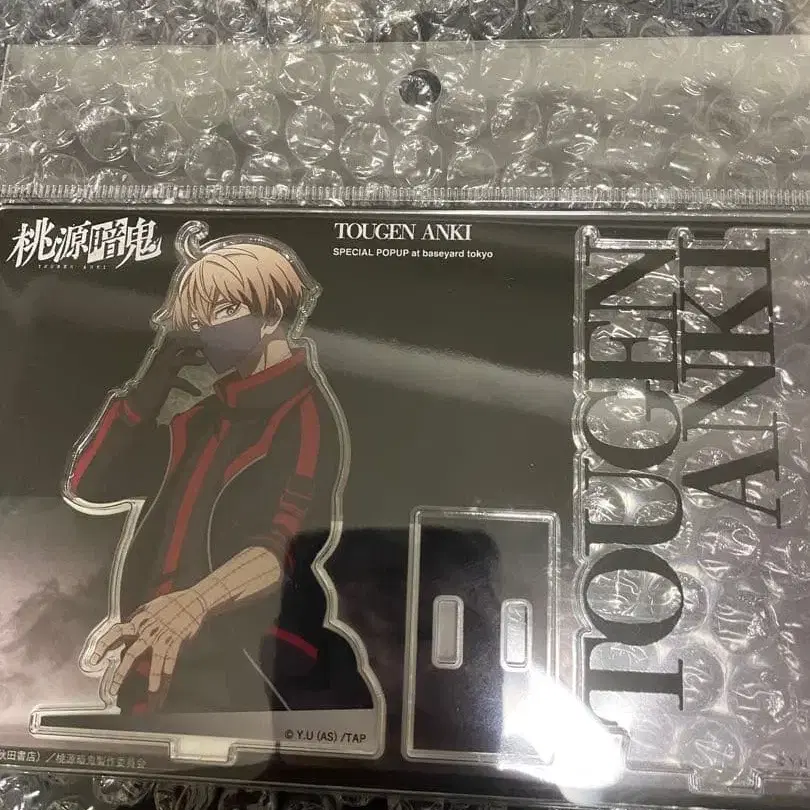 桃源暗鬼
TOUGEN ANKI
TOUGEN ANKI
SPECIAL POPUP at baseyard tokyo
TOUGEN
ANKI
© Y.U (AS) /TAP
秋田書店）／桃源暗鬼製作委員会
© Y.U